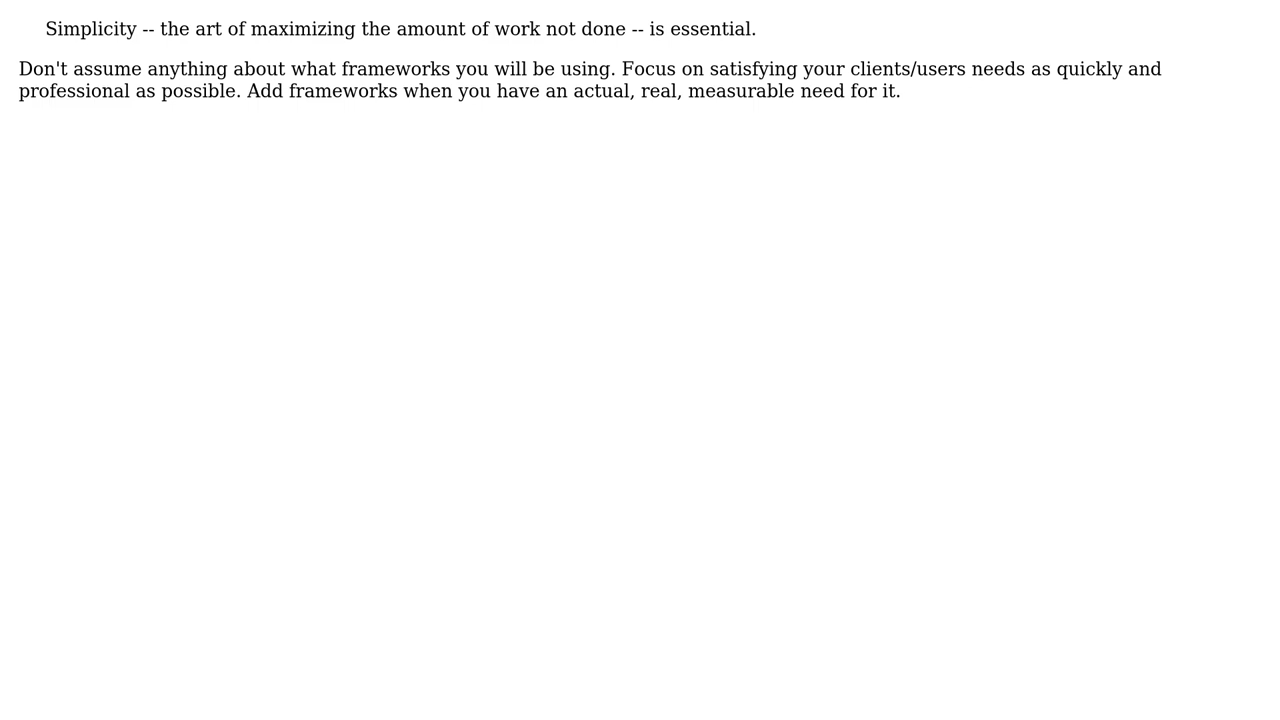 Simplicity -- the art of maximizing the amount of work not done -- is essential.
Don't assume anything about what frameworks you will be using. Focus on satisfying your clients/users needs as quickly and
professional as possible. Add frameworks when you have an actual, real, measurable need for it.